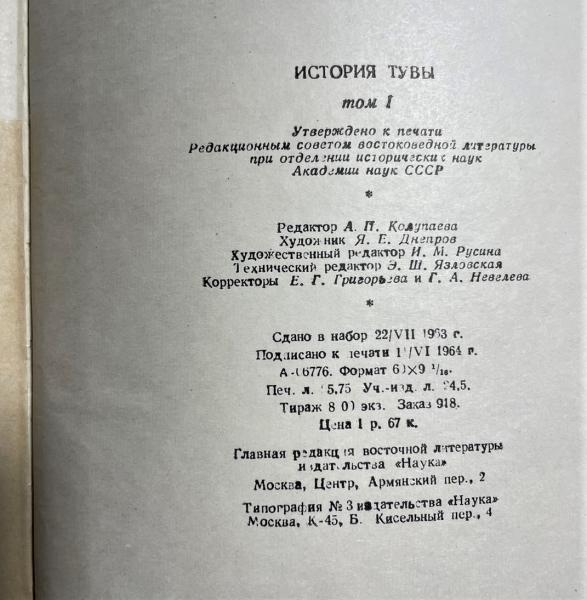 ИСТОРИЯ ТУВЫ
том I
Утверждено к печати
Редакционным советом востоковедной литературы
при отделении исторических наук
Академии наук СССР
*
Редактор А. П. Колупаева
Художник Я. Е. Днепров
Художественный редактор И. М. Русина
Технический редактор Э. Ш. Язловская
Корректоры Е. Г. Григорьева и Г. А. Невелева
*
Сдано в набор 22/VII 1963 г.
Подписано к печати /VI 1964 г.
Формат
Печ. л. Уч.-изд. л.
Тираж экз. Заказ 918.
Цена 1 р. 67 к.
Главная редакция восточной литературы
издательства «Наука»
Москва, Центр, Армянский пер., 2
Типография № 3 издательства «Наука»
Москва, К-45, Б. Кисельный пер., 4